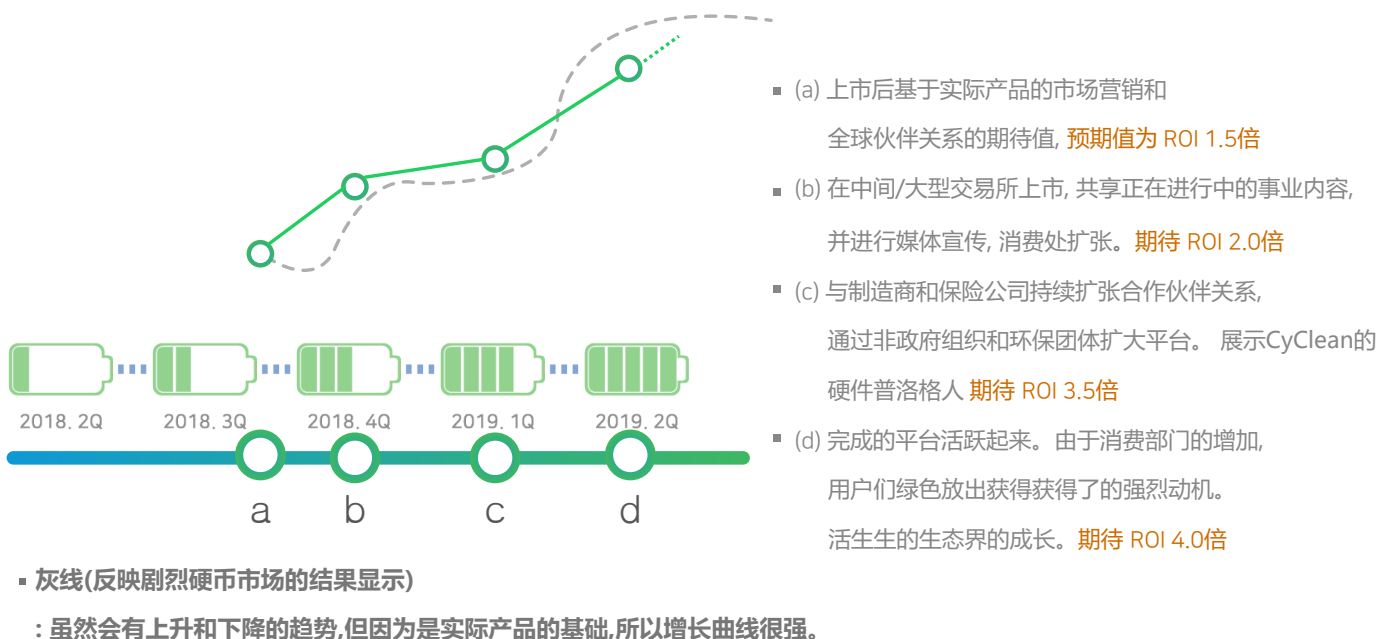 (a) 上市后基于实际产品的市场营销和
全球伙伴关系的期待值, 预期值为 ROI 1.5倍
(b) 在中间/大型交易所上市, 共享正在进行中的事业内容,
并进行媒体宣传, 消费处扩张。期待 ROI 2.0倍
(c) 与制造商和保险公司持续扩张合作伙伴关系,
通过非政府组织和环保团体扩大平台。 展示CyClean的
硬件普洛格人 期待 ROI 3.5倍
(d) 完成的平台活跃起来。由于消费部门的增加,
用户们绿色放出获得获得了的强烈动机。
活生生的生态界的成长。期待 ROI 4.0倍
2018. 2Q 2018. 3Q 2018. 4Q 2019. 1Q 2019. 2Q
a b c d
灰线(反映剧烈硬币市场的结果显示)
: 虽然会有上升和下降的趋势,但因为是实际产品的基础,所以增长曲线很强。